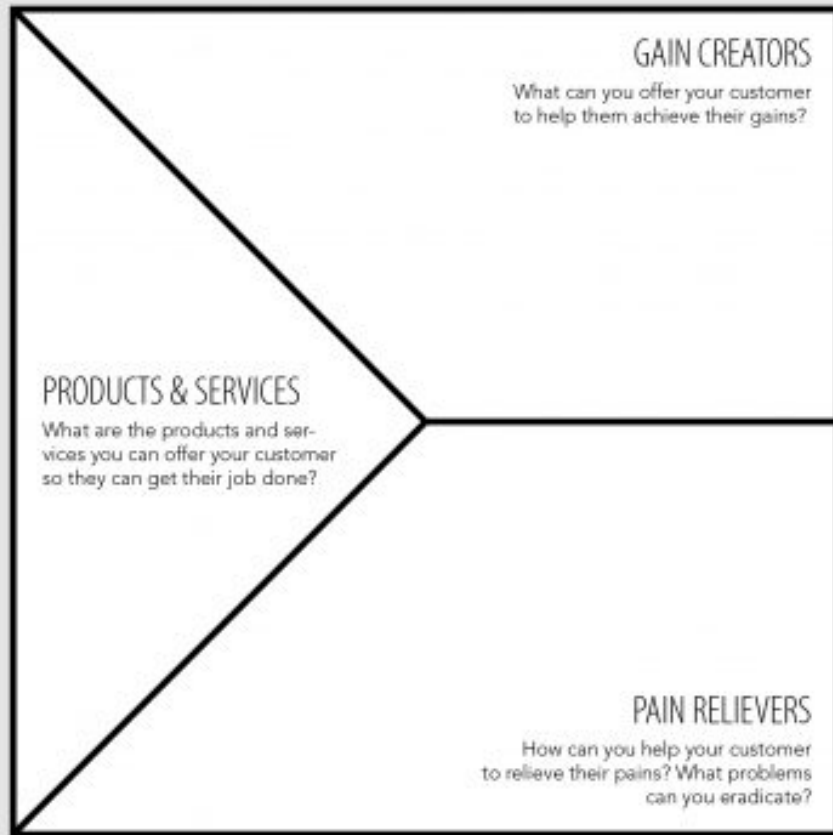 GAIN CREATORS
What can you offer your customer
to help them achieve their gains?
PRODUCTS & SERVICES
What are the products and ser-
vices you can offer your customer
so they can get their job done?
PAIN RELIEVERS
How can you help your customer
to relieve their pains? What problems
can you eradicate?